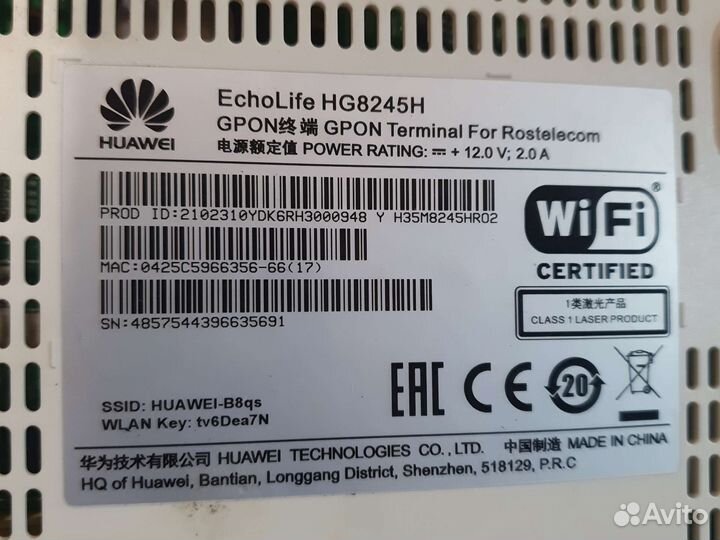 HUAWEI
EchoLife HG8245H
GPON终端 GPON Terminal For Rostelecom
电源额定值 POWER RATING: ⎓ + 12.0 V; 2.0 A
PROD ID:2102310YDK6RH3000948 Y H35M8245HR02
MAC:0425C5966356-66(17)
SN:4857544396635691
Wi Fi ®
CERTIFIED
1类激光产品
CLASS 1 LASER PRODUCT
EAC CE 20
SSID: HUAWEI-B8qs
WLAN Key: tv6Dea7N
华为技术有限公司 HUAWEI TECHNOLOGIES CO., LTD. 中国制造 MADE IN CHINA
HQ of Huawei, Bantian, Longgang District, Shenzhen, 518129, P.R.C
Avito